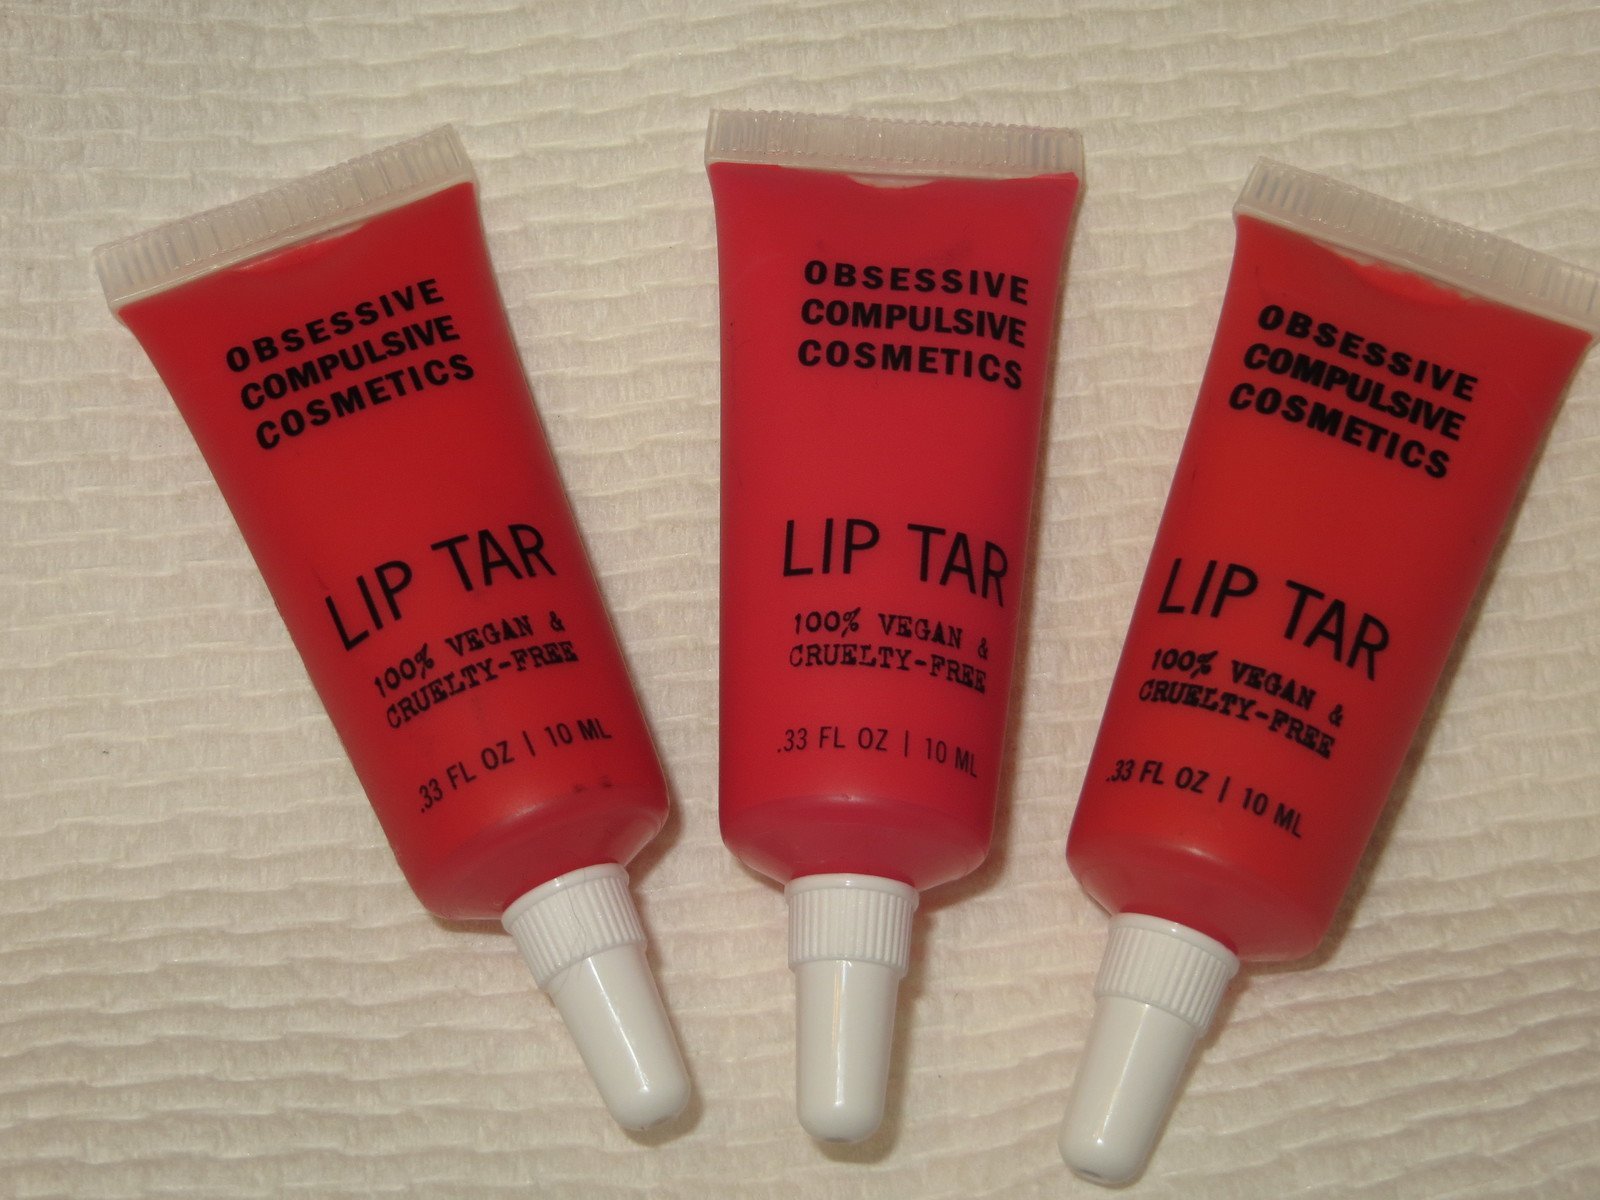 OBSESSIVE
COMPULSIVE
COSMETICS
LIP TAR
100% VEGAN &
CRUELTY-FREE
.33 FL OZ | 10 ML
OBSESSIVE
COMPULSIVE
COSMETICS
LIP TAR
100% VEGAN &
CRUELTY-FREE
.33 FL OZ | 10 ML
OBSESSIVE
COMPULSIVE
COSMETICS
LIP TAR
100% VEGAN &
CRUELTY-FREE
.33 FL OZ | 10 ML